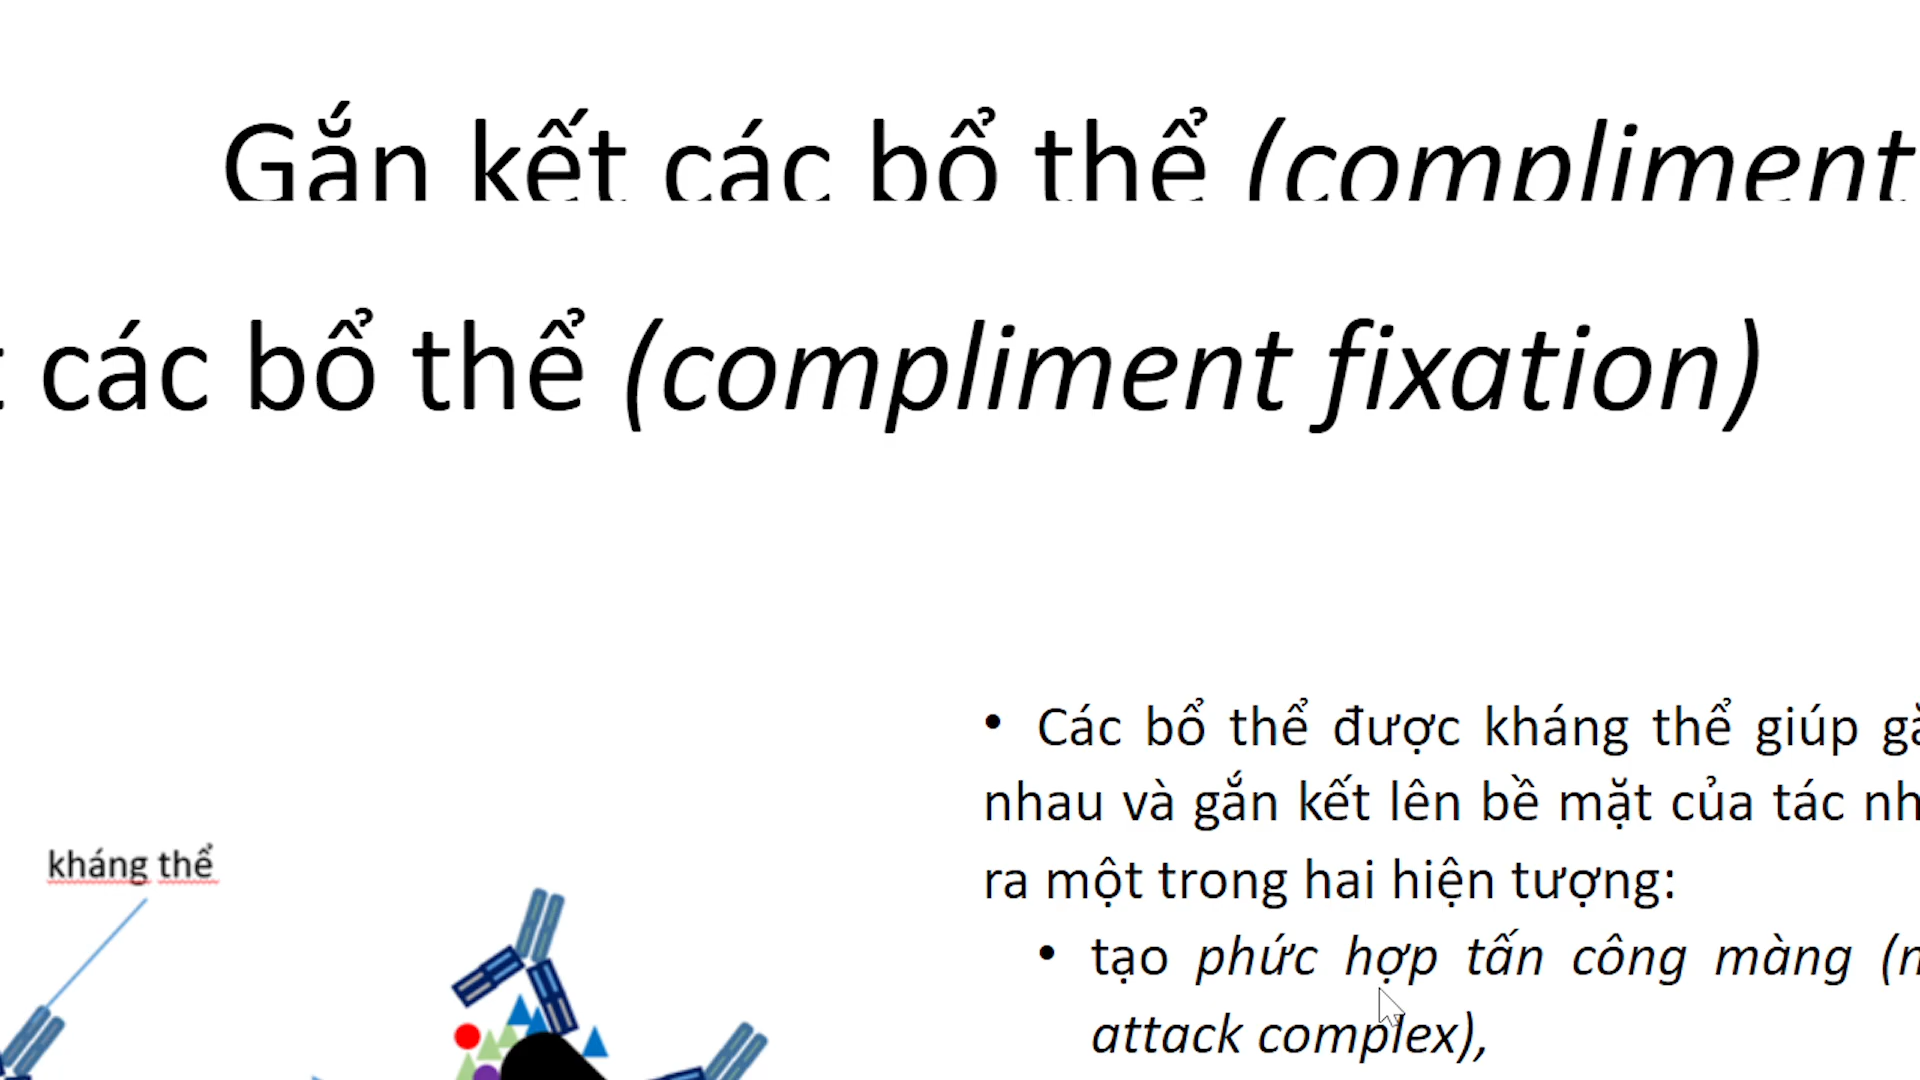 Gắn kết các bổ thể (compliment
các bổ thể (compliment fixation)
• Các bổ thể được kháng thể giúp
nhau và gắn kết lên bề mặt của tác
ra một trong hai hiện tượng:
• tạo phức hợp tấn công màng
attack complex),
kháng thể